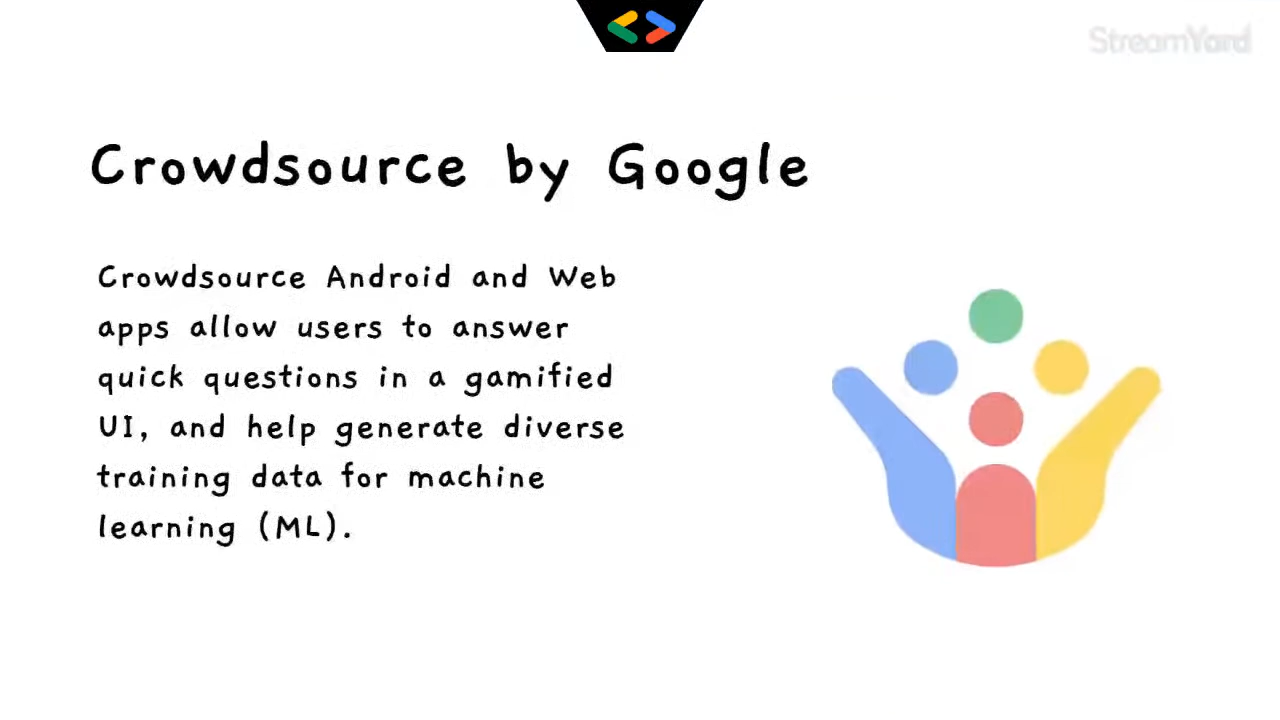 StreamYard
Crowdsource by Google
Crowdsource Android and Web
apps allow users to answer
quick questions in a gamified
UI, and help generate diverse
training data for machine
learning (ML).